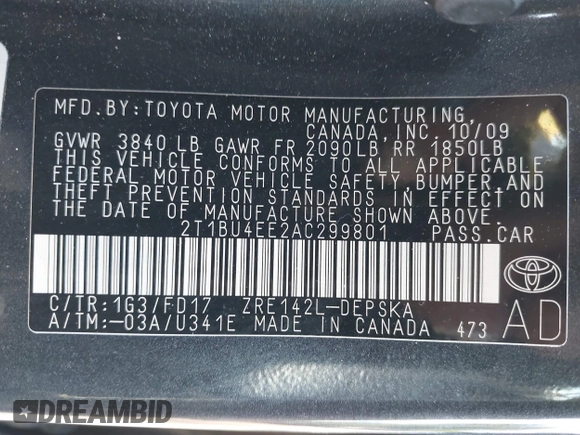 MFD.BY:TOYOTA MOTOR MANUFACTURING,
CANADA,INC.10/09
GVWR 3840LB GAWR FR 2090LB,RR 1850LB
THIS VEHICLE CONFORMS TO ALL APPLICABLE
FEDERAL MOTOR VEHICLE SAFETY,BUMPER,AND
THEFT PREVENTION STANDARDS IN EFFECT ON
THE DATE OF MANUFACTURE SHOWN ABOVE.
2T1BU4EE2AC299801 PASS.CAR
C/TR:1G3/FD17 ZRE142L-DEPSKA
A/TM:-03A/U341E MADE IN CANADA 473
AD
DREAMBID